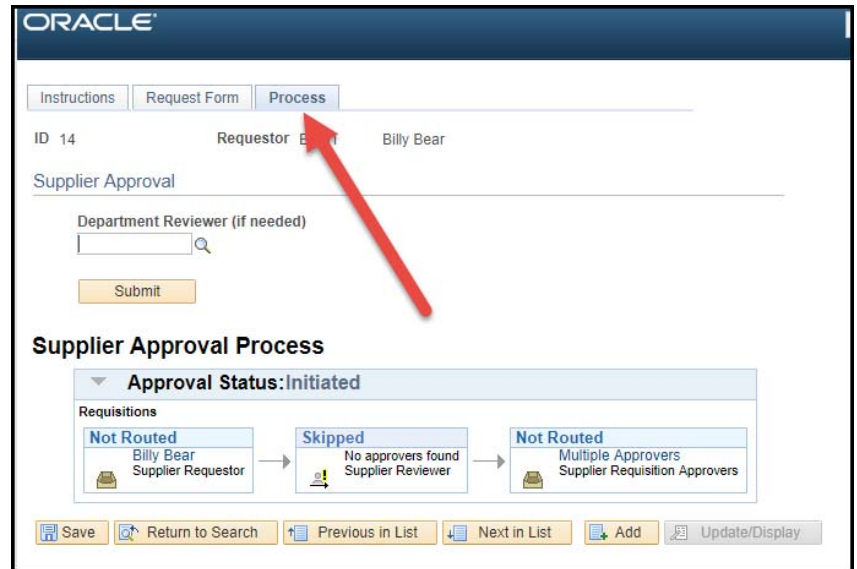 ORACLE
Instructions Request Form Process
ID 14 Requestor Billy Bear
Supplier Approval
Department Reviewer (if needed)
Submit
Supplier Approval Process
Approval Status:Initiated
Requisitions
Not Routed Skipped Not Routed
Billy Bear No approvers found Multiple Approvers
Supplier Requestor Supplier Reviewer Supplier Requisition Approvers
Save Return to Search Previous in List Next in List Add Update/Display